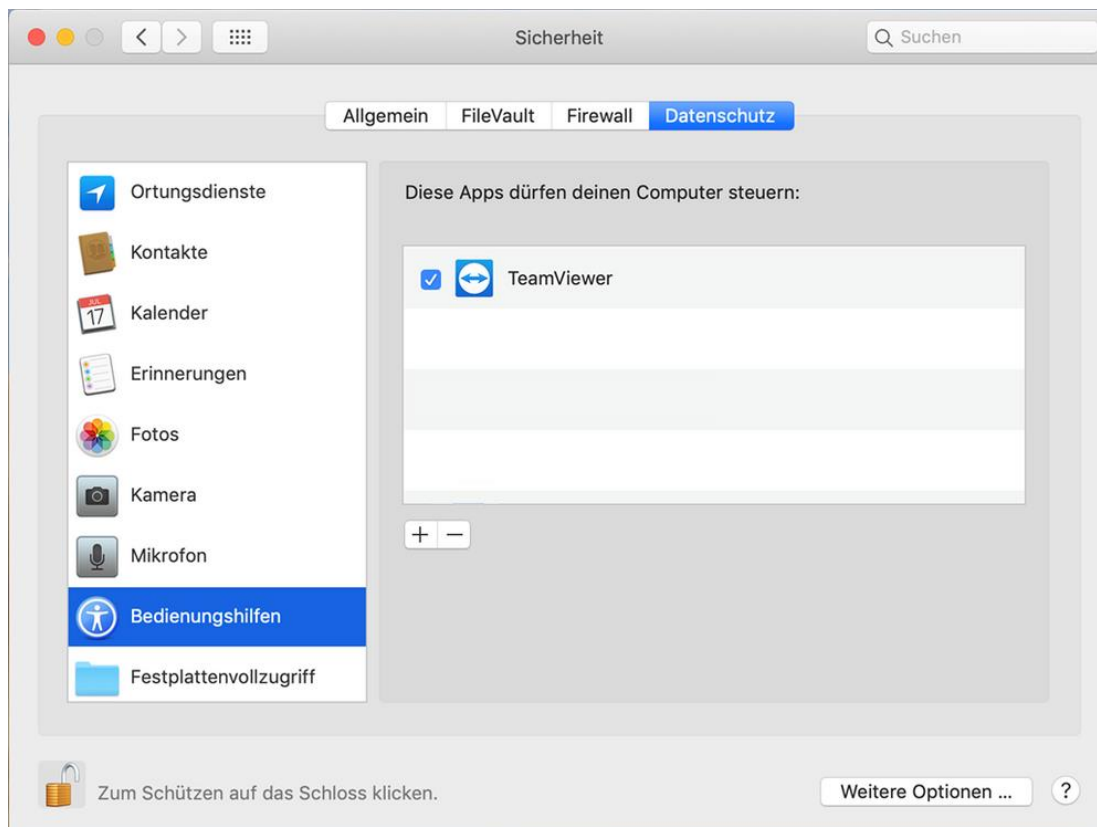 Sicherheit
Suchen
Allgemein
FileVault
Firewall
Datenschutz
Ortungsdienste
Kontakte
JUL
17
Kalender
Erinnerungen
Fotos
Kamera
Mikrofon
Bedienungshilfen
Festplattenvollzugriff
Diese Apps dürfen deinen Computer steuern:
TeamViewer
Zum Schützen auf das Schloss klicken.
Weitere Optionen ...
?